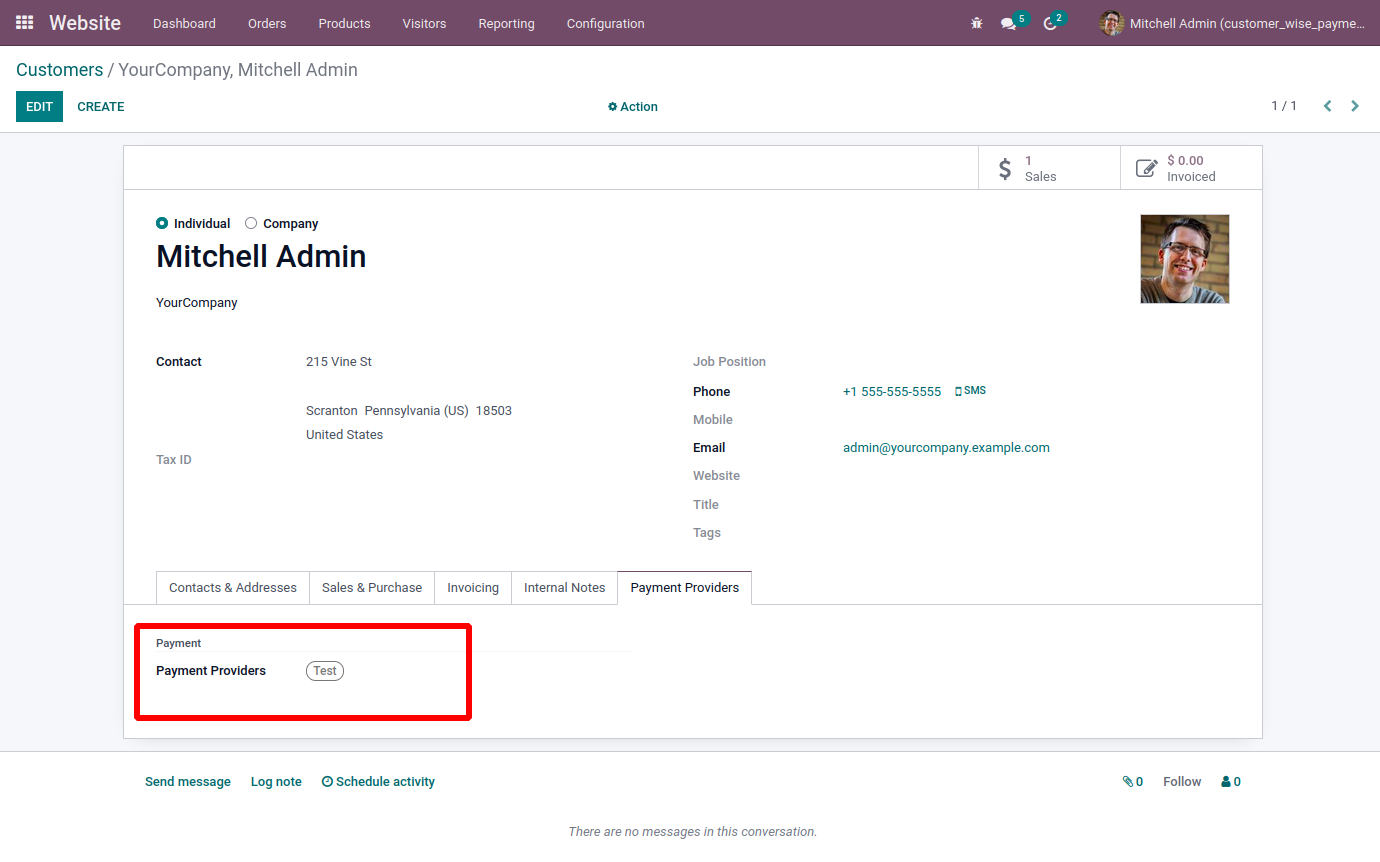 Website Dashboard Orders Products Visitors Reporting Configuration 5 2 Mitchell Admin (customer_wise_payme...
Customers / YourCompany, Mitchell Admin
EDIT CREATE Action 1 / 1
1 $ 0.00
Sales Invoiced
Individual Company
Mitchell Admin
YourCompany
Contact 215 Vine St Job Position
Phone +1 555-555-5555 SMS
Scranton Pennsylvania (US) 18503 Mobile
United States Email admin@yourcompany.example.com
Tax ID Website
Title
Tags
Contacts & Addresses Sales & Purchase Invoicing Internal Notes Payment Providers
Payment
Payment Providers Test
Send message Log note Schedule activity 0 Follow 0
There are no messages in this conversation.